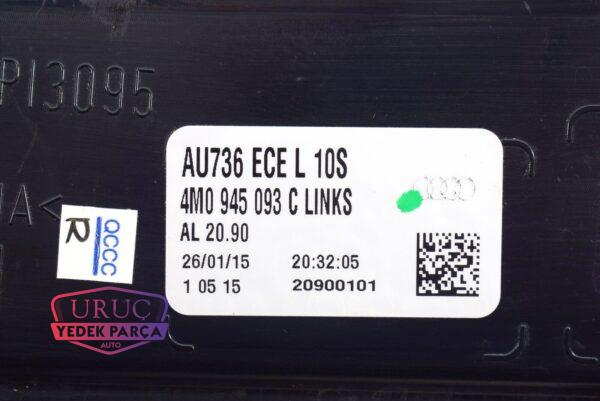 PI3095
AU736 ECE L 10S
4M0 945 093 C LINKS
AL 20.90
26/01/15 20:32:05
1 05 15 20900101
A<
QCCC
R
URUÇ
YEDEK PARÇA
AUTO